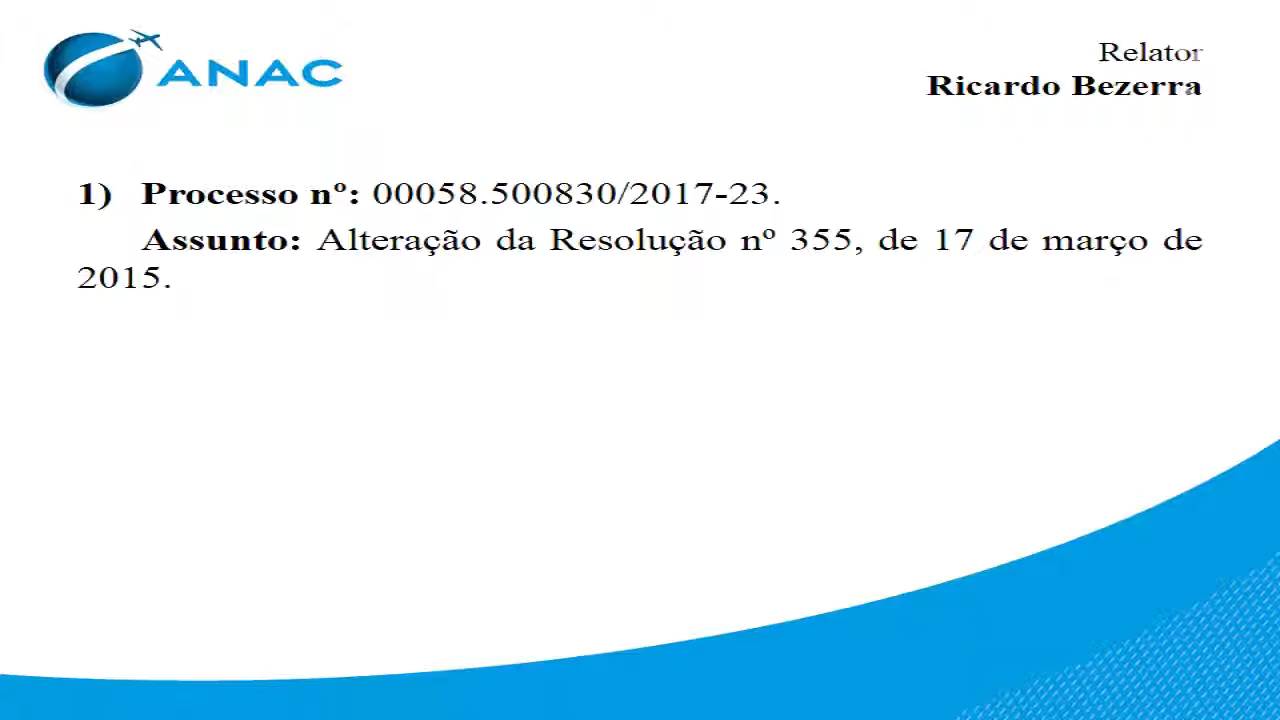 ANAC
Relator
Ricardo Bezerra
1) Processo nº: 00058.500830/2017-23.
Assunto: Alteração da Resolução nº 355, de 17 de março de
2015.